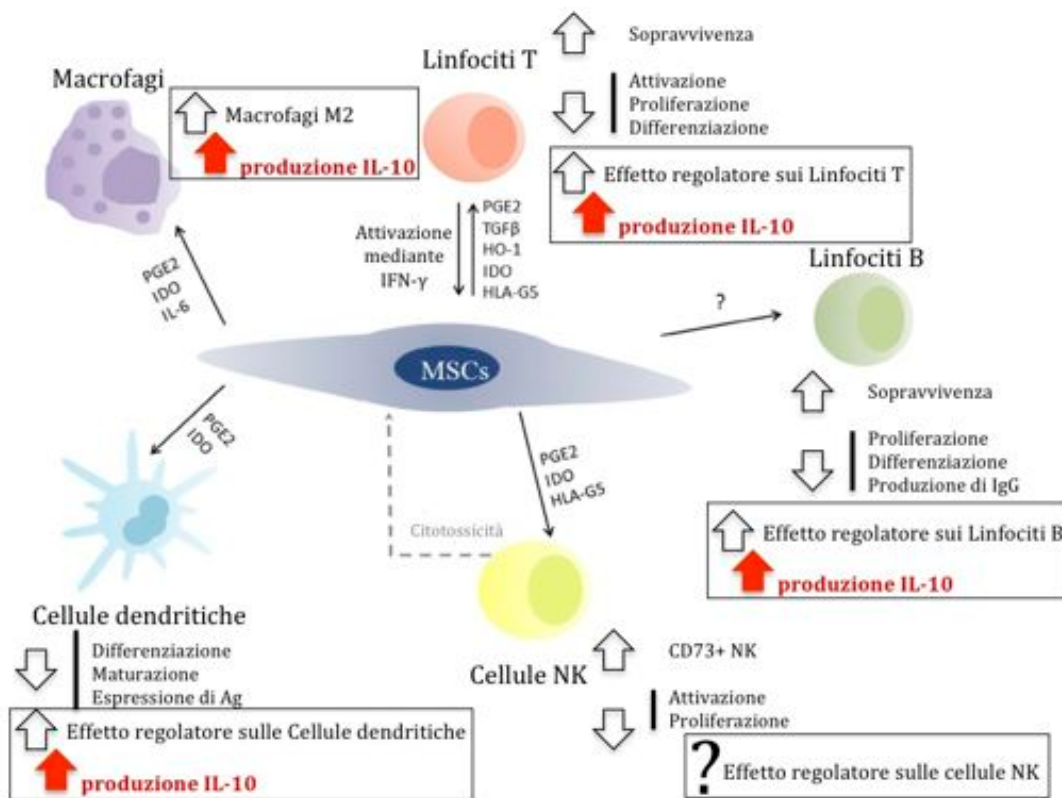 Macrofagi
Macrofagi M2
produzione IL-10
Linfociti T
Sopravvivenza
Attivazione
Proliferazione
Differenziazione
Effetto regolatore sui Linfociti T
produzione IL-10
PGE2
IDO
IL-6
Attivazione
mediante
IFN-γ
PGE2
TGFβ
HO-1
IDO
HLA-G5
?
Linfociti B
MSCs
Sopravvivenza
Proliferazione
Differenziazione
Produzione di IgG
Effetto regolatore sui Linfociti B
produzione IL-10
PGE2
IDO
PGE2
IDO
HLA-G5
Citotossicità
Cellule dendritiche
Differenziazione
Maturazione
Espressione di Ag
Effetto regolatore sulle Cellule dendritiche
produzione IL-10
Cellule NK
CD73+ NK
Attivazione
Proliferazione
? Effetto regolatore sulle cellule NK